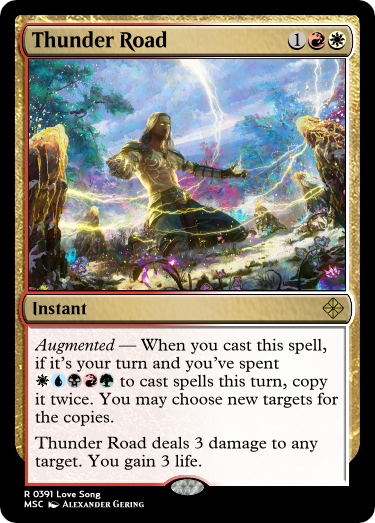 Thunder Road 1
Instant
Augmented — When you cast this spell,
if it's your turn and you've spent
to cast spells this turn, copy
it twice. You may choose new targets for
the copies.
Thunder Road deals 3 damage to any
target. You gain 3 life.
R 0391 Love Song
MSC Alexander Gering